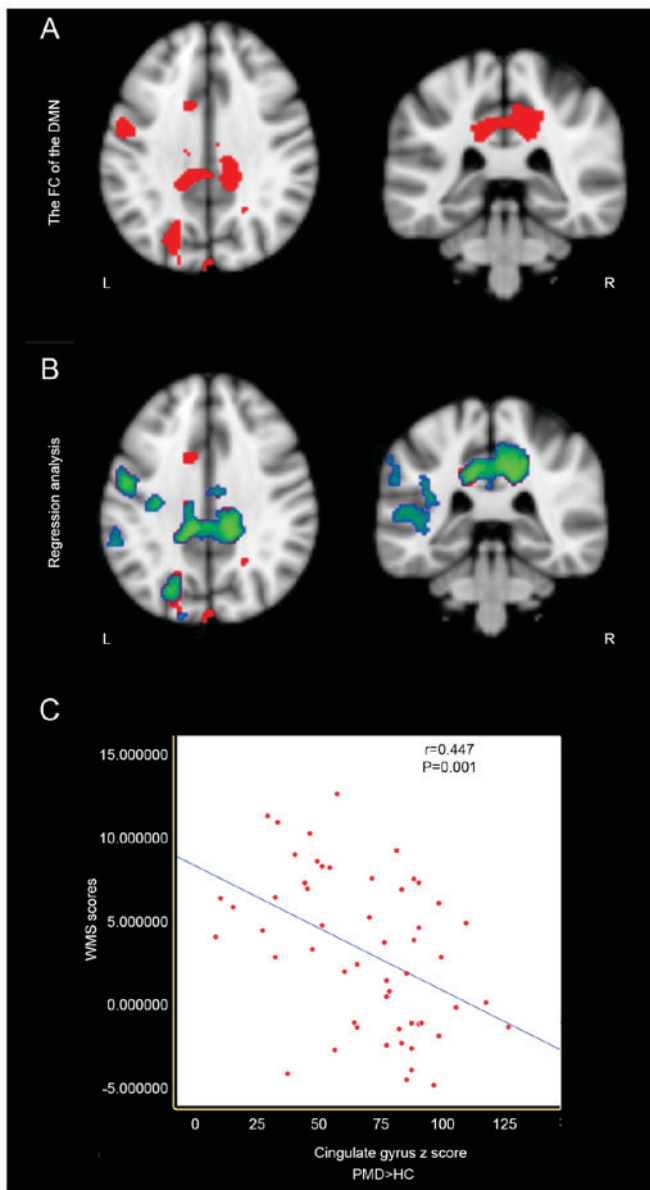 A
The FC of the DMN
L
R
B
Regression analysis
L
R
C
r=0.447
P=0.001
15.000000
10.000000
5.000000
0.000000
-5.000000
WMS scores
0 25 50 75 100 125
Cingulate gyrus z score
PMD>HC